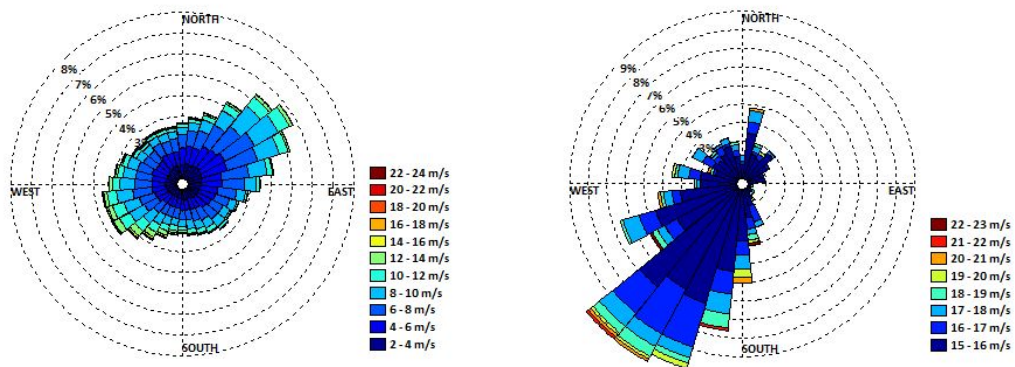 NORTH
8%
7%
6%
5%
4%
WEST
EAST
SOUTH
22 - 24 m/s
20 - 22 m/s
18 - 20 m/s
16 - 18 m/s
14 - 16 m/s
12 - 14 m/s
10 - 12 m/s
8 - 10 m/s
6 - 8 m/s
4 - 6 m/s
2 - 4 m/s
NORTH
9%
8%
7%
6%
5%
4%
3%
WEST
EAST
SOUTH
22 - 23 m/s
21 - 22 m/s
20 - 21 m/s
19 - 20 m/s
18 - 19 m/s
17 - 18 m/s
16 - 17 m/s
15 - 16 m/s